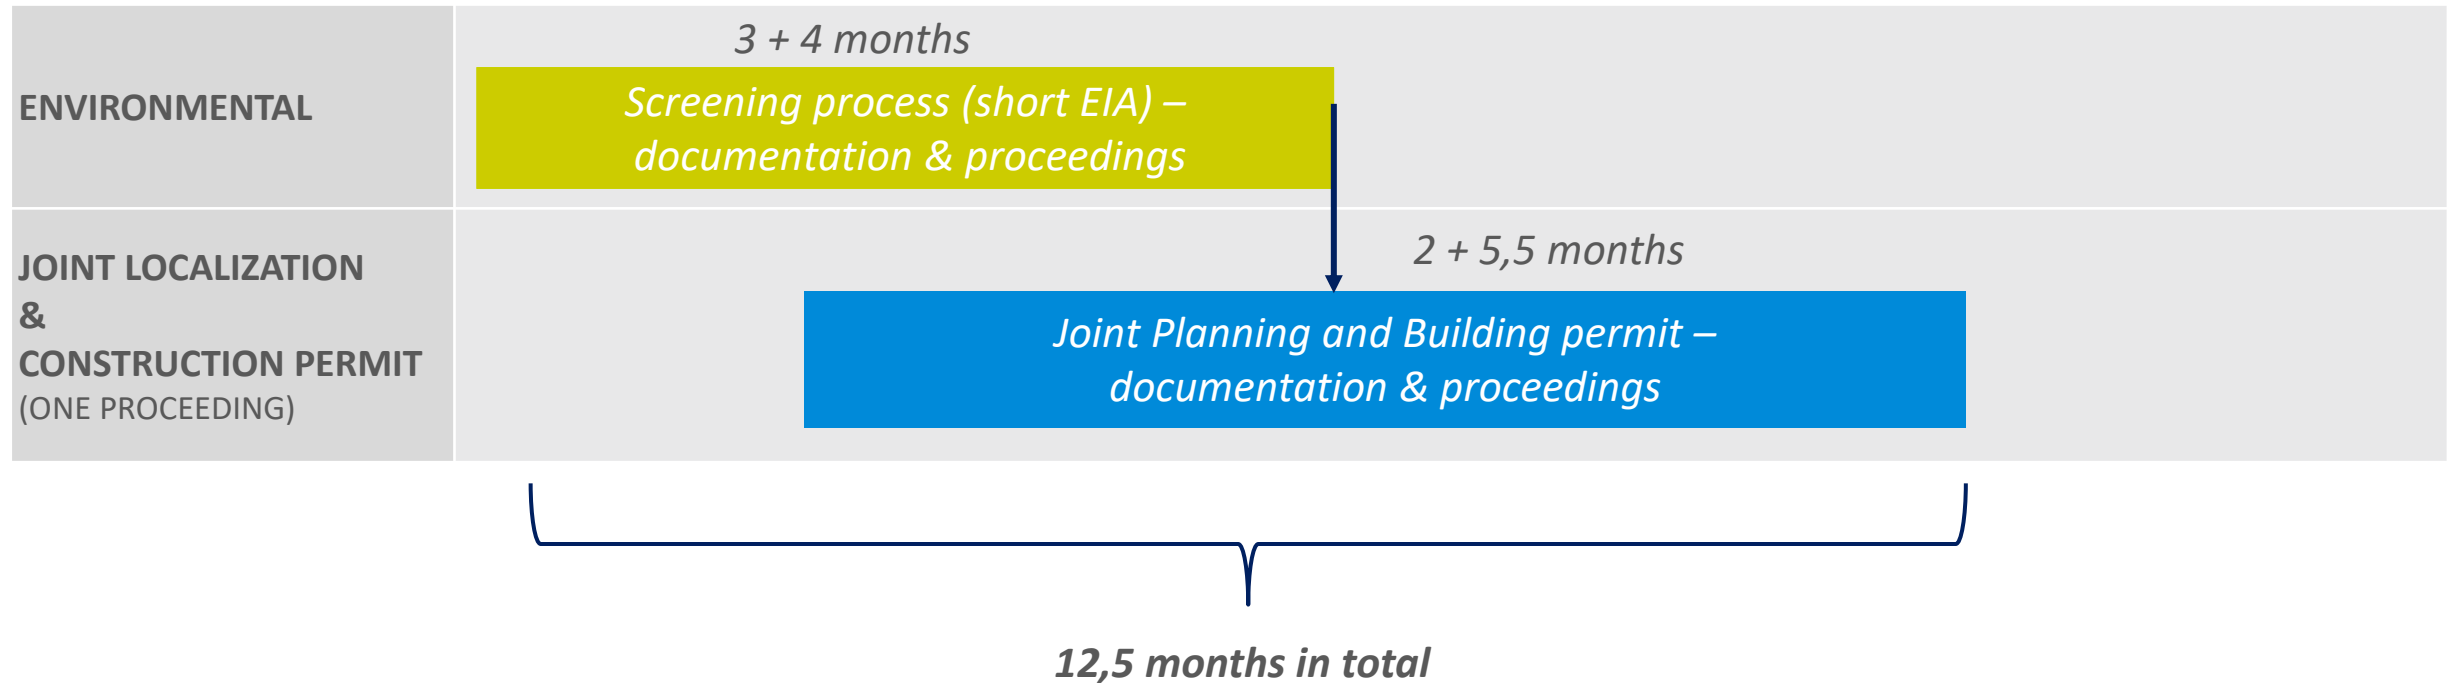 3 + 4 months
ENVIRONMENTAL
Screening process (short EIA) –
documentation & proceedings
JOINT LOCALIZATION
&
CONSTRUCTION PERMIT
(ONE PROCEEDING)
2 + 5,5 months
Joint Planning and Building permit –
documentation & proceedings
12,5 months in total